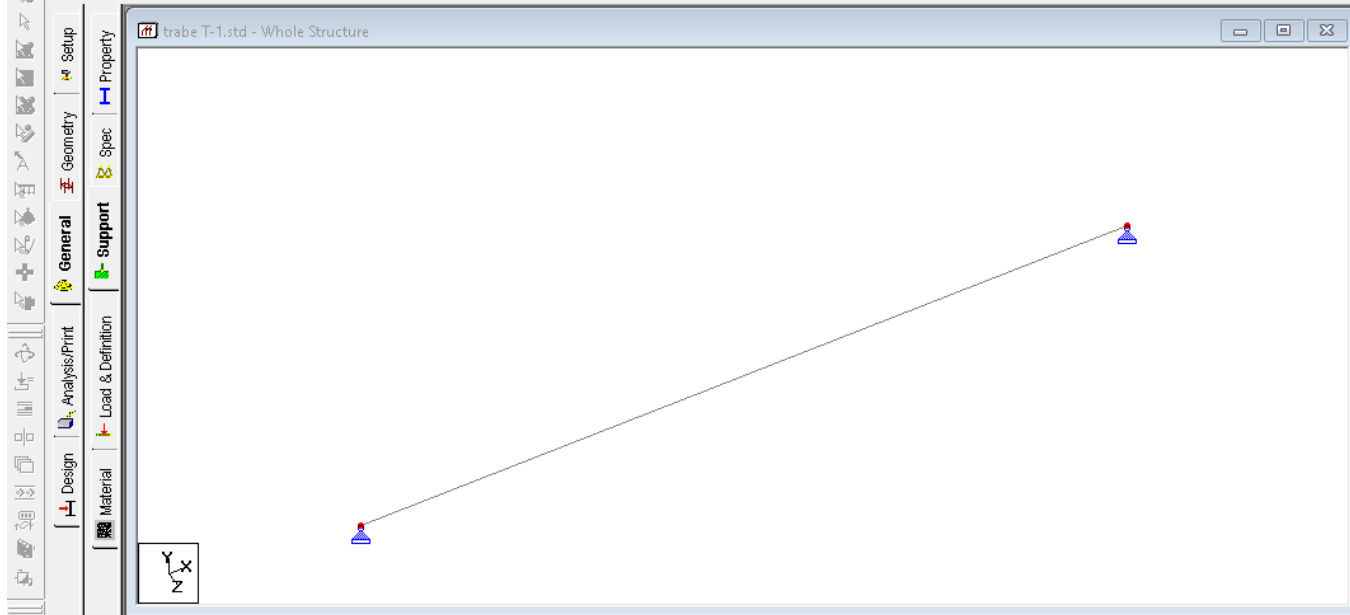 trabe T-1.std - Whole Structure
Setup
Geometry
General
Analysis/Print
Design
Property
Spec
Support
Load & Definition
Material
Y
X
Z